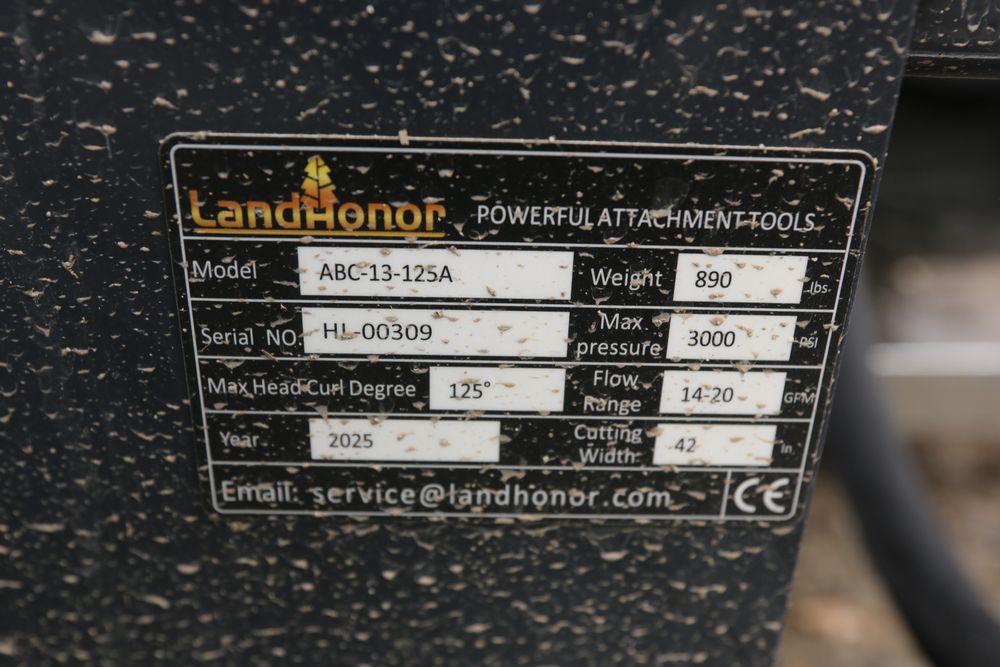 LandHonor POWERFUL ATTACHMENT TOOLS
Model ABC-13-125A Weight 890 lbs.
Serial NO. HL-00309 Max. pressure 3000 PSI
Max Head Curl Degree 125° Flow Range 14-20 GPM
Year 2025 Cutting Width 42 In.
Email: service@landhonor.com CE